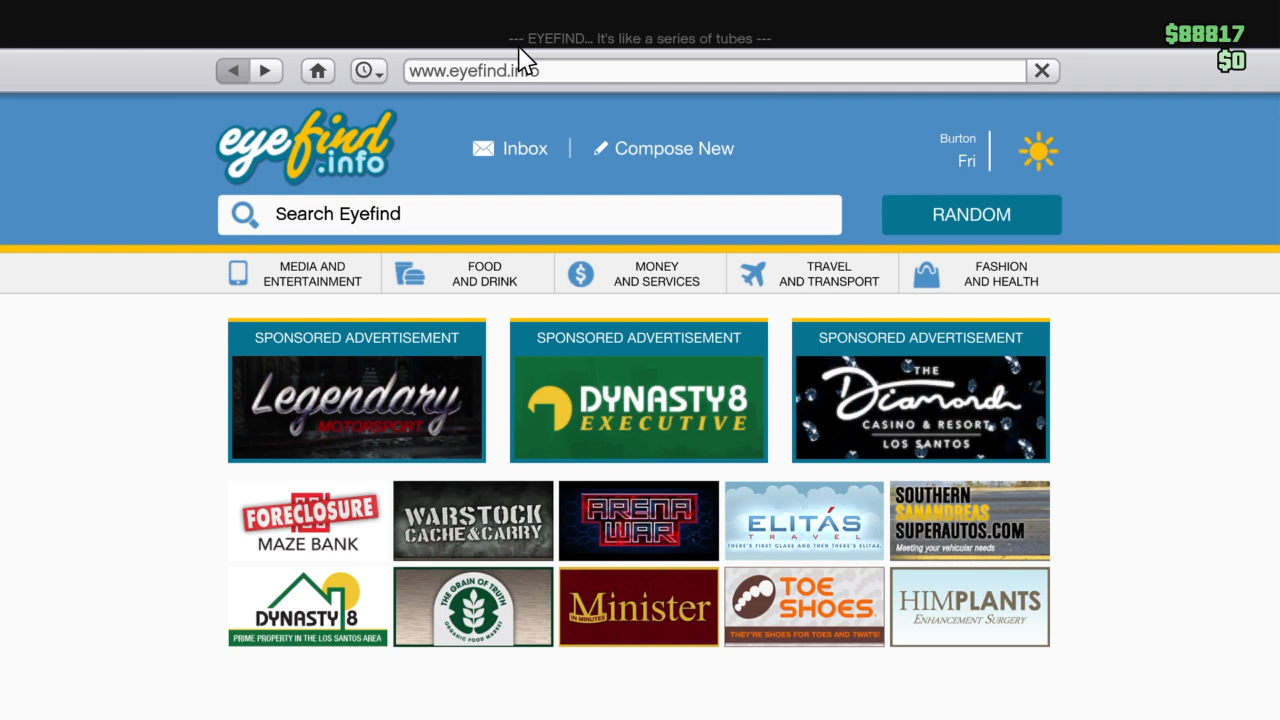 --- EYEFIND... It's like a series of tubes ---
$88817
$0
www.eyefind.info
eyefind
.info
Inbox
Compose New
Burton
Fri
Search Eyefind
RANDOM
MEDIA AND
ENTERTAINMENT
FOOD
AND DRINK
MONEY
AND SERVICES
TRAVEL
AND TRANSPORT
FASHION
AND HEALTH
SPONSORED ADVERTISEMENT
Legendary
MOTORSPORT
SPONSORED ADVERTISEMENT
DYNASTY8
EXECUTIVE
SPONSORED ADVERTISEMENT
THE
Diamond
CASINO & RESORT
LOS SANTOS
FORECLOSURE
MAZE BANK
WARSTOCK
CACHE&CARRY
ARENA
WAR
ELITÁS
TRAVEL
THERE'S FIRST CLASS AND THEN THERE'S ELITAS.
SOUTHERN
SANANDREAS
SUPERAUTOS.COM
Meeting your vehicular needs
DYNASTY 8
PRIME PROPERTY IN THE LOS SANTOS AREA
THE GRAIN OF TRUTH
ORGANIC FOOD MARKET
Minister
IN MINUTES
TOE
SHOES
THEY'RE SHOES FOR TOES AND TWATS!
HIMPLANTS
ENHANCEMENT SURGERY